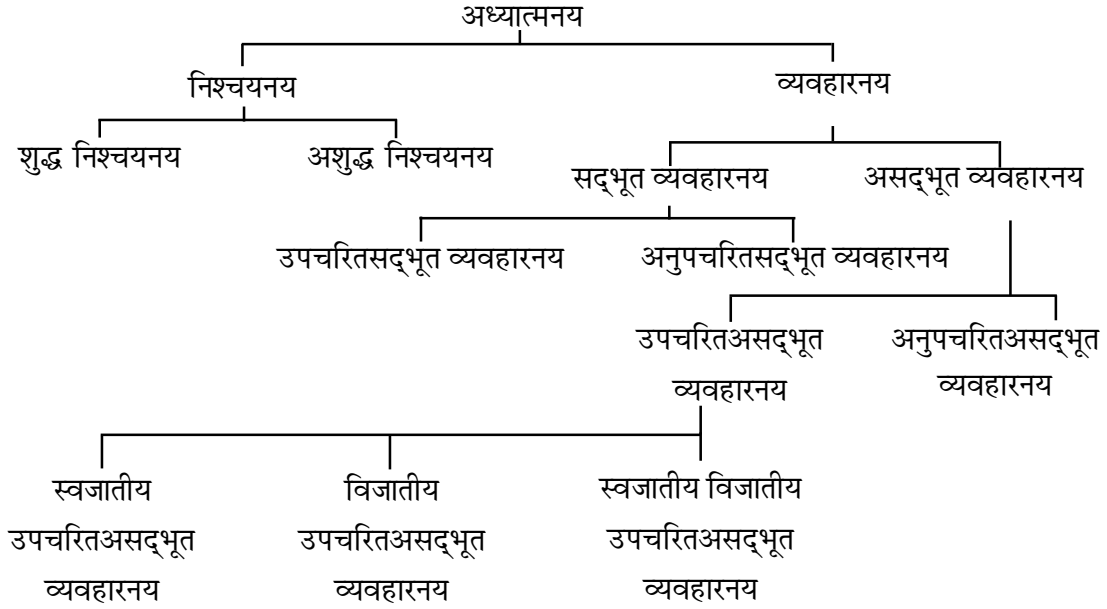 अध्यात्मनय
निश्चयनय
व्यवहारनय
शुद्ध निश्चयनय
अशुद्ध निश्चयनय
सद्‌भूत व्यवहारनय
असद्‌भूत व्यवहारनय
उपचरितसद्‌भूत व्यवहारनय
अनुपचरितसद्‌भूत व्यवहारनय
उपचरितअसद्‌भूत
व्यवहारनय
अनुपचरितअसद्‌भूत
व्यवहारनय
स्वजातीय
उपचरितअसद्‌भूत
व्यवहारनय
विजातीय
उपचरितअसद्‌भूत
व्यवहारनय
स्वजातीय विजातीय
उपचरितअसद्‌भूत
व्यवहारनय